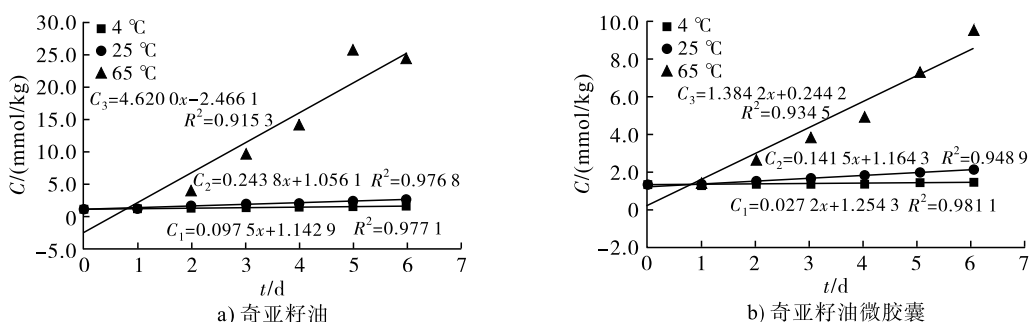 C/(mmol/kg)
30.0
25.0
20.0
15.0
10.0
5.0
0
−5.0
■ 4 ℃
● 25 ℃
▲ 65 ℃
C₃=4.620 0x−2.466 1
R²=0.915 3
C₂=0.243 8x+1.056 1 R²=0.976 8
C₁=0.097 5x+1.142 9 R²=0.977 1
0 1 2 3 4 5 6 7
t/d
a) 奇亚籽油
C/(mmol/kg)
10.0
8.0
6.0
4.0
2.0
0
−2.0
■ 4 ℃
● 25 ℃
▲ 65 ℃
C₃=1.384 2x+0.244 2
R²=0.934 5
C₂=0.141 5x+1.164 3 R²=0.948 9
C₁=0.027 2x+1.254 3 R²=0.981 1
0 1 2 3 4 5 6 7
t/d
b) 奇亚籽油微胶囊